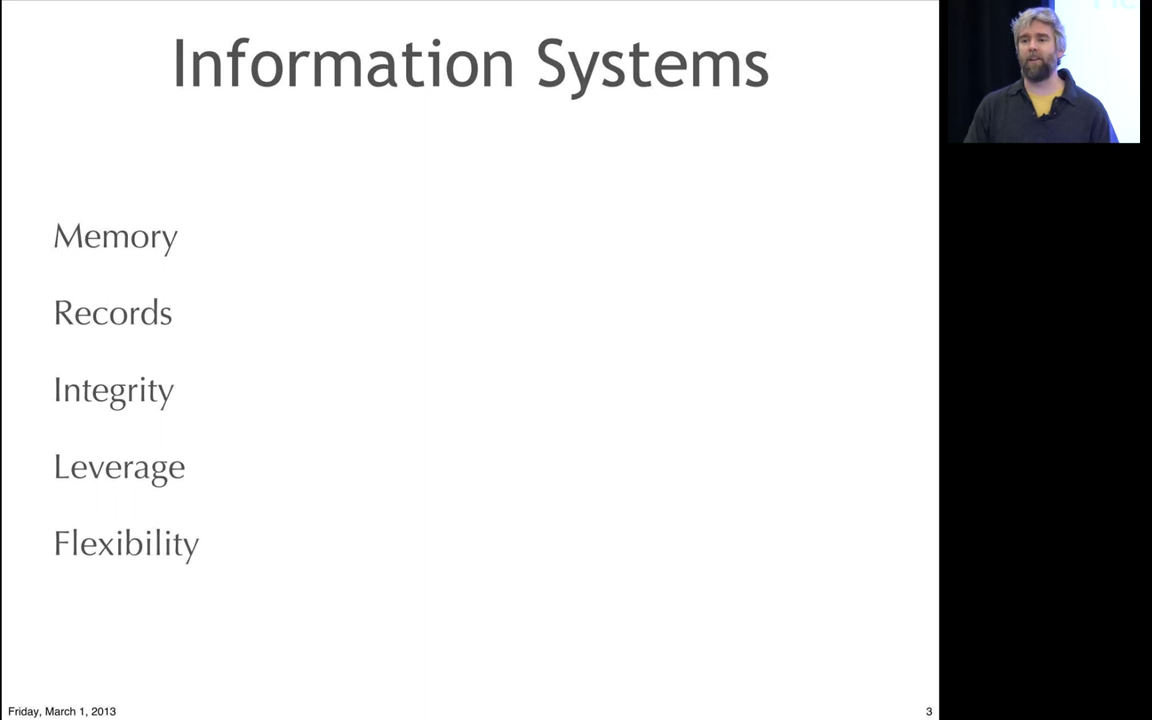 Information Systems
Memory
Records
Integrity
Leverage
Flexibility
Friday, March 1, 2013
3